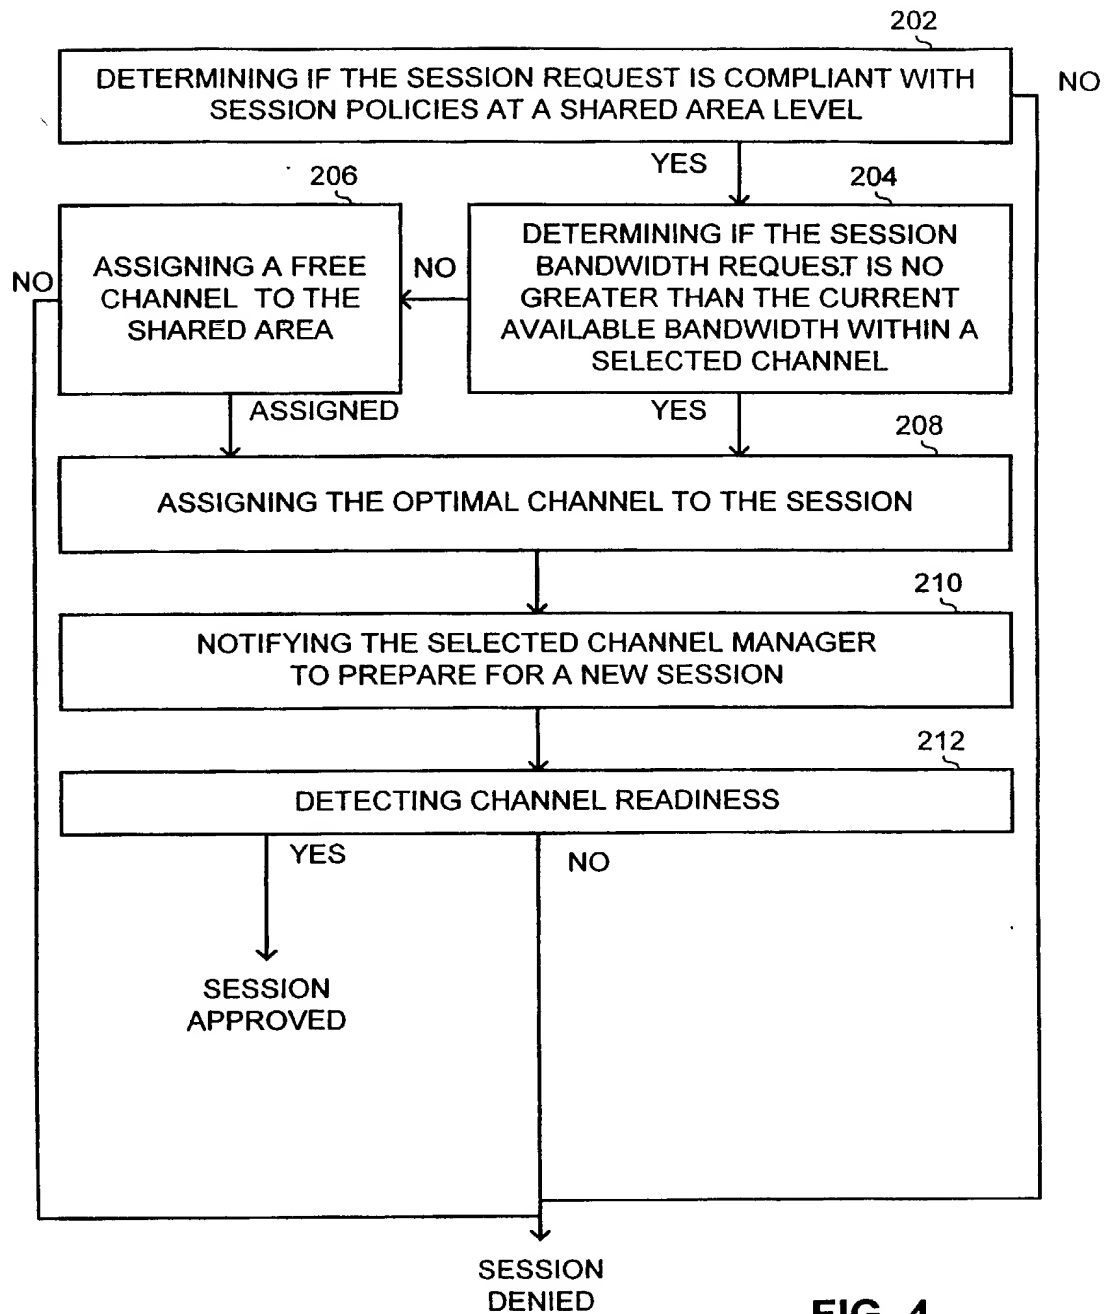 202
DETERMINING IF THE SESSION REQUEST IS COMPLIANT WITH
SESSION POLICIES AT A SHARED AREA LEVEL
NO
YES
206
204
NO
ASSIGNING A FREE
CHANNEL TO THE
SHARED AREA
NO
DETERMINING IF THE SESSION
BANDWIDTH REQUEST IS NO
GREATER THAN THE CURRENT
AVAILABLE BANDWIDTH WITHIN A
SELECTED CHANNEL
ASSIGNED
YES
208
ASSIGNING THE OPTIMAL CHANNEL TO THE SESSION
210
NOTIFYING THE SELECTED CHANNEL MANAGER
TO PREPARE FOR A NEW SESSION
212
DETECTING CHANNEL READINESS
YES
NO
SESSION
APPROVED
SESSION
DENIED
FIG. 4